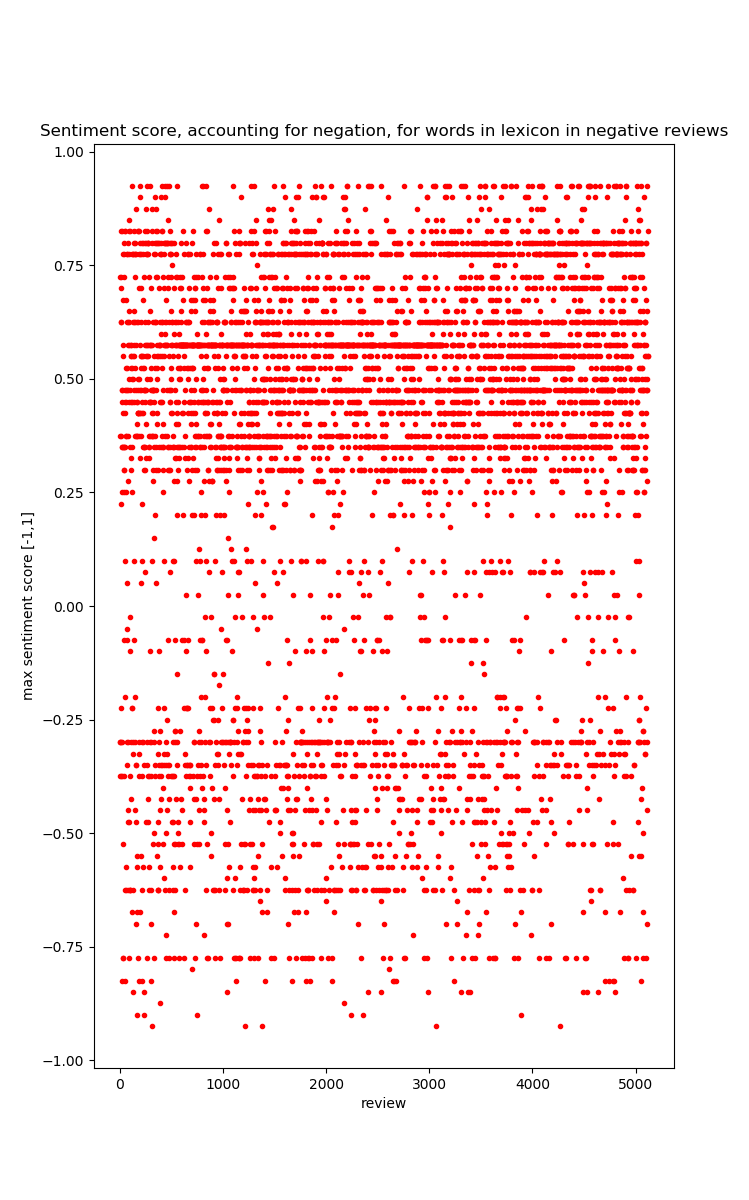 Sentiment score, accounting for negation, for words in lexicon in negative reviews
1.00
0.75
0.50
0.25
0.00
−0.25
−0.50
−0.75
−1.00
max sentiment score [-1,1]
0 1000 2000 3000 4000 5000
review